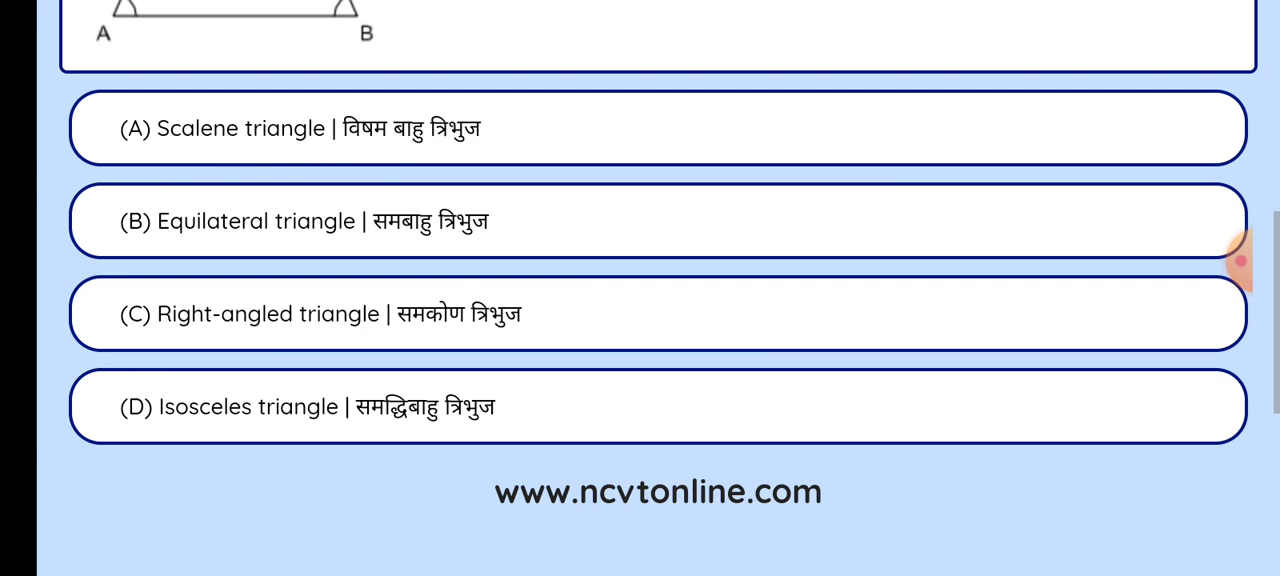 A B
(A) Scalene triangle | विषम बाहु त्रिभुज
(B) Equilateral triangle | समबाहु त्रिभुज
(C) Right-angled triangle | समकोण त्रिभुज
(D) Isosceles triangle | समद्धिबाहु त्रिभुज
www.ncvtonline.com